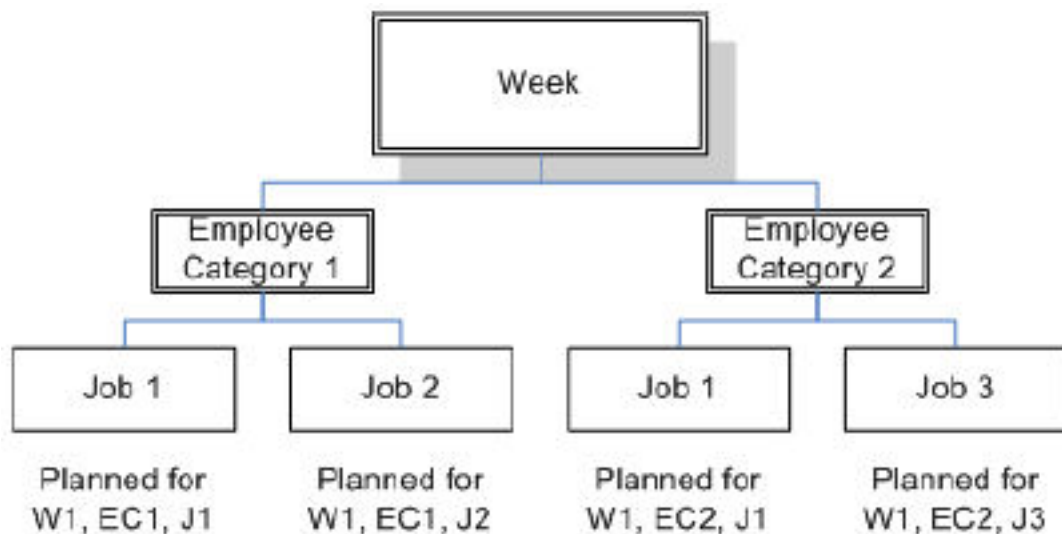 Week
Employee
Category 1
Employee
Category 2
Job 1
Job 2
Job 1
Job 3
Planned for
W1, EC1, J1
Planned for
W1, EC1, J2
Planned for
W1, EC2, J1
Planned for
W1, EC2, J3